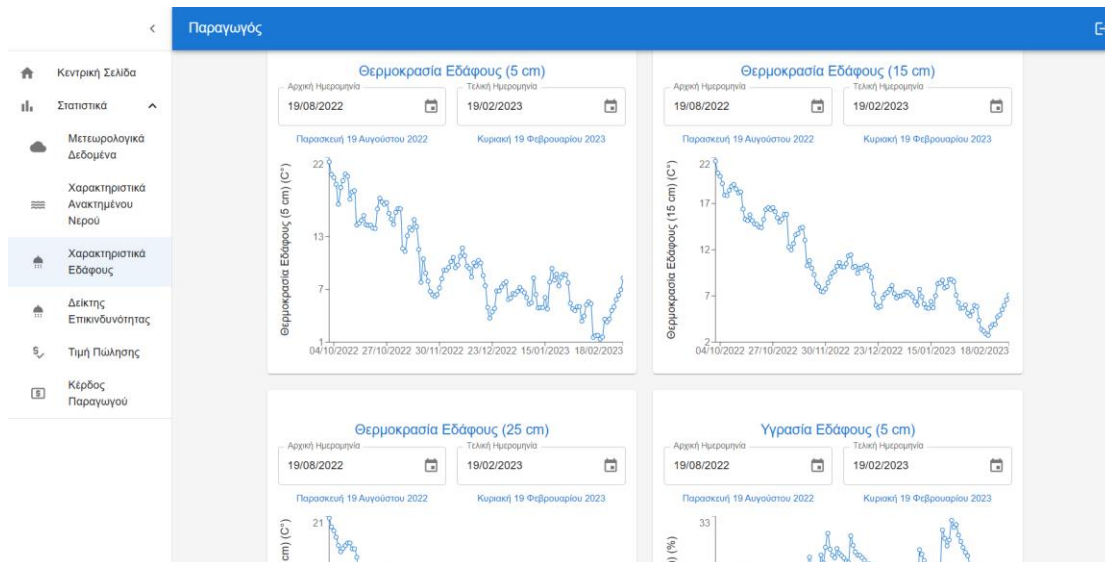 Παραγωγός
Κεντρική Σελίδα
Στατιστικά
Μετεωρολογικά
Δεδομένα
Χαρακτηριστικά
Ανακτημένου
Νερού
Χαρακτηριστικά
Εδάφους
Δείκτης
Επικινδυνότητας
Τιμή Πώλησης
Κέρδος
Παραγωγού
Θερμοκρασία Εδάφους (5 cm)
Αρχική Ημερομηνία
Τελική Ημερομηνία
19/08/2022
19/02/2023
Παρασκευή 19 Αυγούστου 2022
Κυριακή 19 Φεβρουαρίου 2023
Θερμοκρασία Εδάφους (5 cm) (C°)
22
13
7
1
04/10/2022 27/10/2022 30/11/2022 23/12/2022 15/01/2023 18/02/2023
Θερμοκρασία Εδάφους (15 cm)
Αρχική Ημερομηνία
Τελική Ημερομηνία
19/08/2022
19/02/2023
Παρασκευή 19 Αυγούστου 2022
Κυριακή 19 Φεβρουαρίου 2023
Θερμοκρασία Εδάφους (15 cm) (C°)
22
17
12
7
2
04/10/2022 27/10/2022 30/11/2022 23/12/2022 15/01/2023 18/02/2023
Θερμοκρασία Εδάφους (25 cm)
Αρχική Ημερομηνία
Τελική Ημερομηνία
19/08/2022
19/02/2023
Παρασκευή 19 Αυγούστου 2022
Κυριακή 19 Φεβρουαρίου 2023
cm) (C°)
21
Υγρασία Εδάφους (5 cm)
Αρχική Ημερομηνία
Τελική Ημερομηνία
19/08/2022
19/02/2023
Παρασκευή 19 Αυγούστου 2022
Κυριακή 19 Φεβρουαρίου 2023
) (%)
33